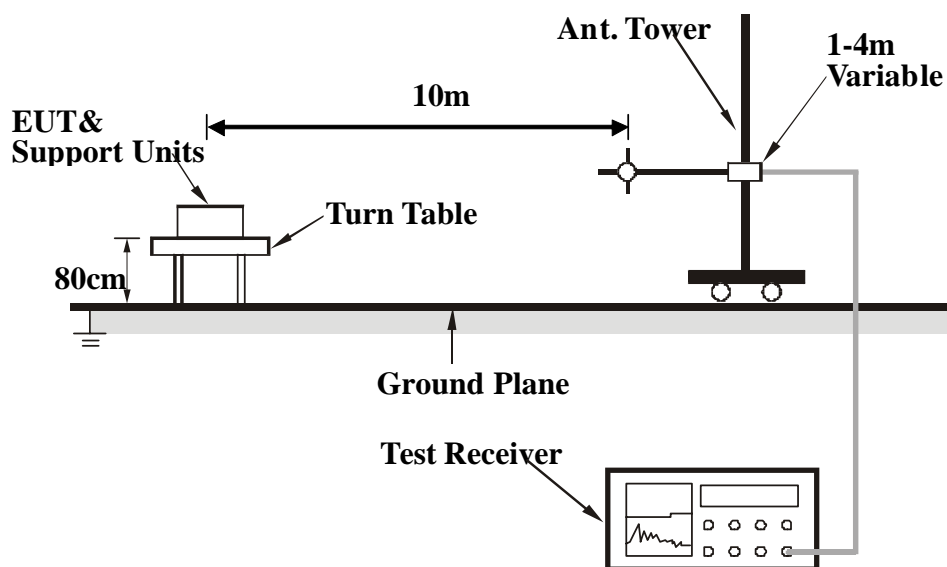 Ant. Tower
1-4m
Variable
10m
EUT&
Support Units
Turn Table
80cm
Ground Plane
Test Receiver